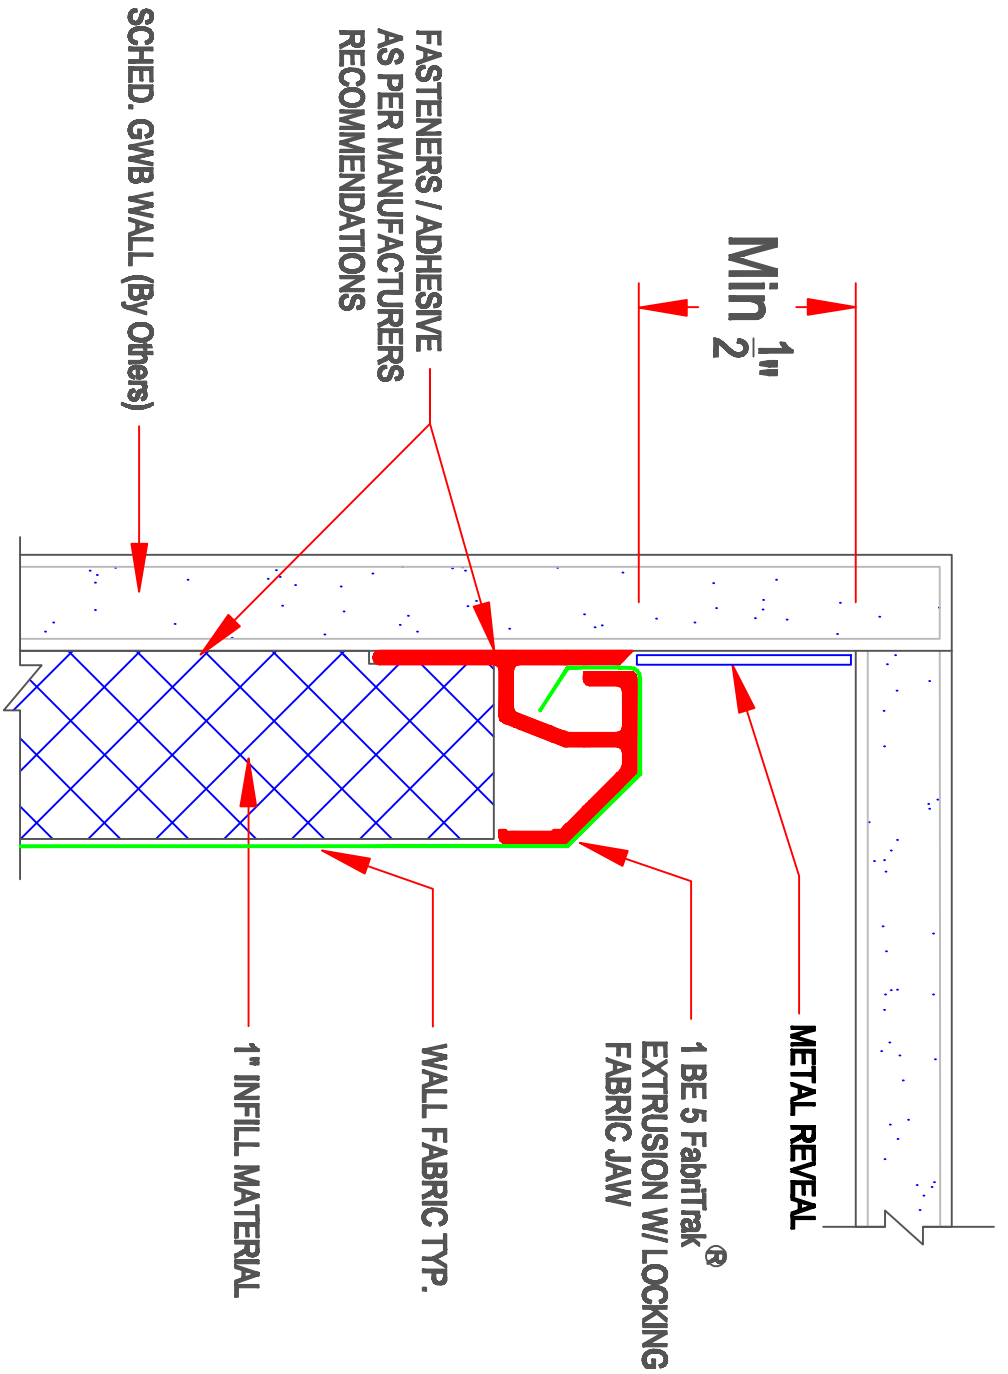 SCHED. GWB WALL (By Others)
FASTENERS / ADHESIVE
AS PER MANUFACTURERS
RECOMMENDATIONS
Min 1/2"
METAL REVEAL
1 BE 5 FabriTrak®
EXTRUSION W/ LOCKING
FABRIC JAW
WALL FABRIC TYP.
1" INFILL MATERIAL